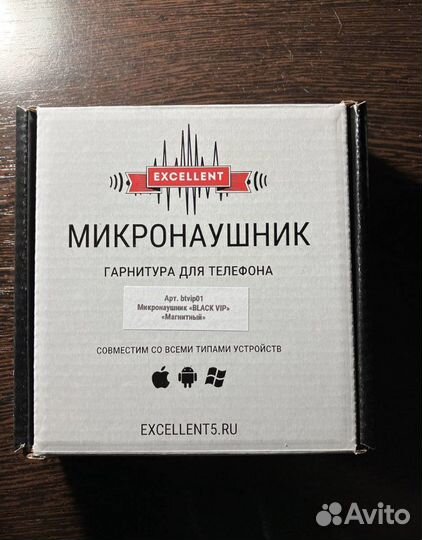 EXCELLENT
МИКРОНАУШНИК
ГАРНИТУРА ДЛЯ ТЕЛЕФОНА
Арт. btvip01
Микронаушник «BLACK VIP»
«Магнитный»
СОВМЕСТИМ СО ВСЕМИ ТИПАМИ УСТРОЙСТВ
EXCELLENT5.RU
Avito